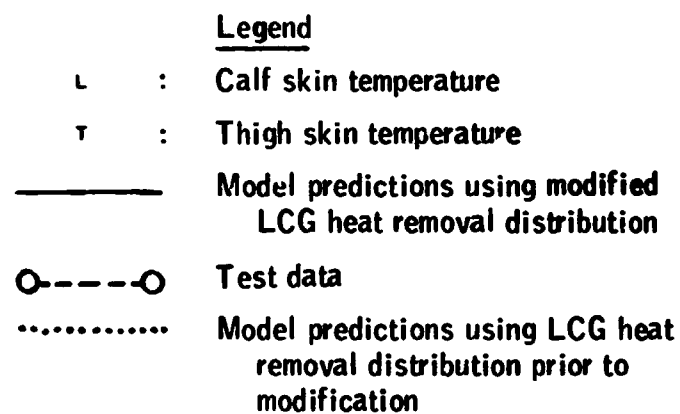 Legend
L : Calf skin temperature
T : Thigh skin temperature
Model predictions using modified
LCG heat removal distribution
Test data
Model predictions using LCG heat
removal distribution prior to
modification